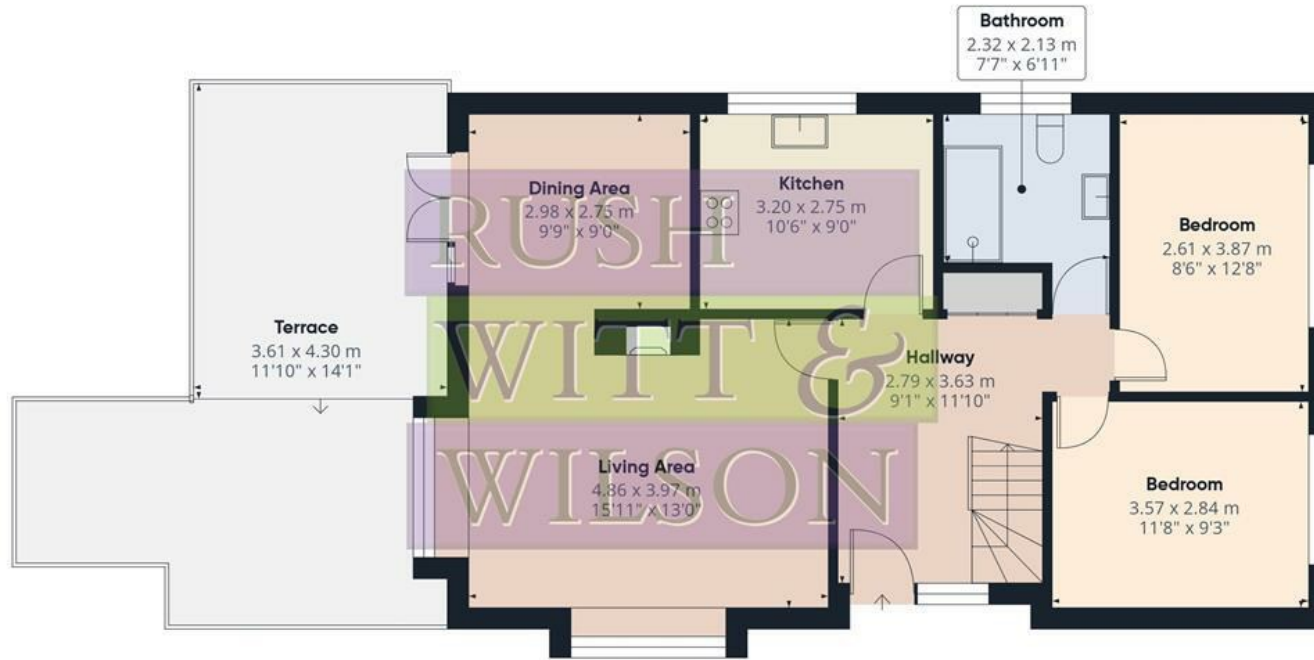 Bathroom
2.32 x 2.13 m
7'7" x 6'11"
Dining Area
2.98 x 2.75 m
9'9" x 9'0"
Kitchen
3.20 x 2.75 m
10'6" x 9'0"
Bedroom
2.61 x 3.87 m
8'6" x 12'8"
Terrace
3.61 x 4.30 m
11'10" x 14'1"
Hallway
2.79 x 3.63 m
9'1" x 11'10"
Living Area
4.86 x 3.97 m
15'11" x 13'0"
Bedroom
3.57 x 2.84 m
11'8" x 9'3"
RUSH
WITT &
WILSON